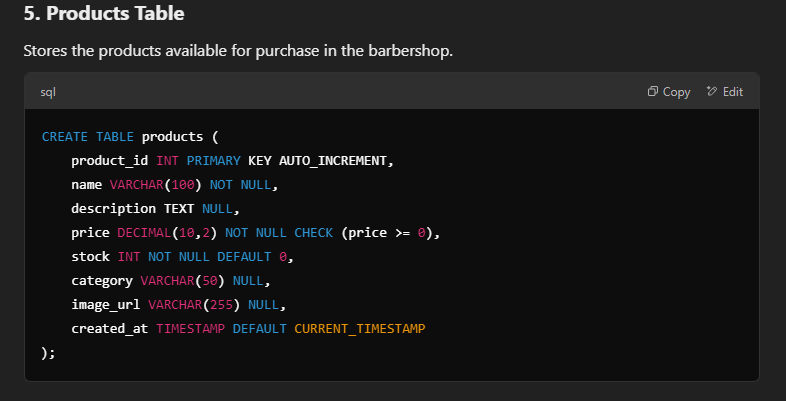 5. Products Table
Stores the products available for purchase in the barbershop.
sql
Copy
Edit
CREATE TABLE products (
    product_id INT PRIMARY KEY AUTO_INCREMENT,
    name VARCHAR(100) NOT NULL,
    description TEXT NULL,
    price DECIMAL(10,2) NOT NULL CHECK (price >= 0),
    stock INT NOT NULL DEFAULT 0,
    category VARCHAR(50) NULL,
    image_url VARCHAR(255) NULL,
    created_at TIMESTAMP DEFAULT CURRENT_TIMESTAMP
);